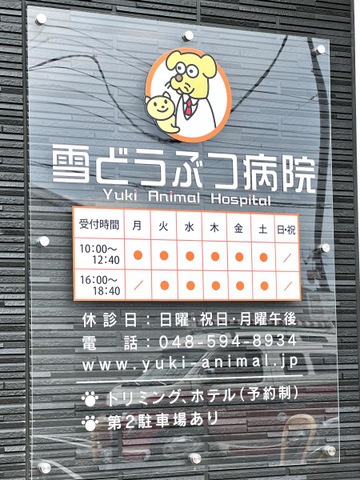 雪どうぶつ病院
Yuki Animal Hospital
受付時間 月 火 水 木 金 土 日・祝
10:00〜12:40 ● ● ● ● ● ● ／
16:00〜18:40 ／ ● ● ● ● ● ／
休診日：日曜・祝日・月曜午後
電　話：048-594-8934
www.yuki-animal.jp
トリミング、ホテル（予約制）
第2駐車場あり